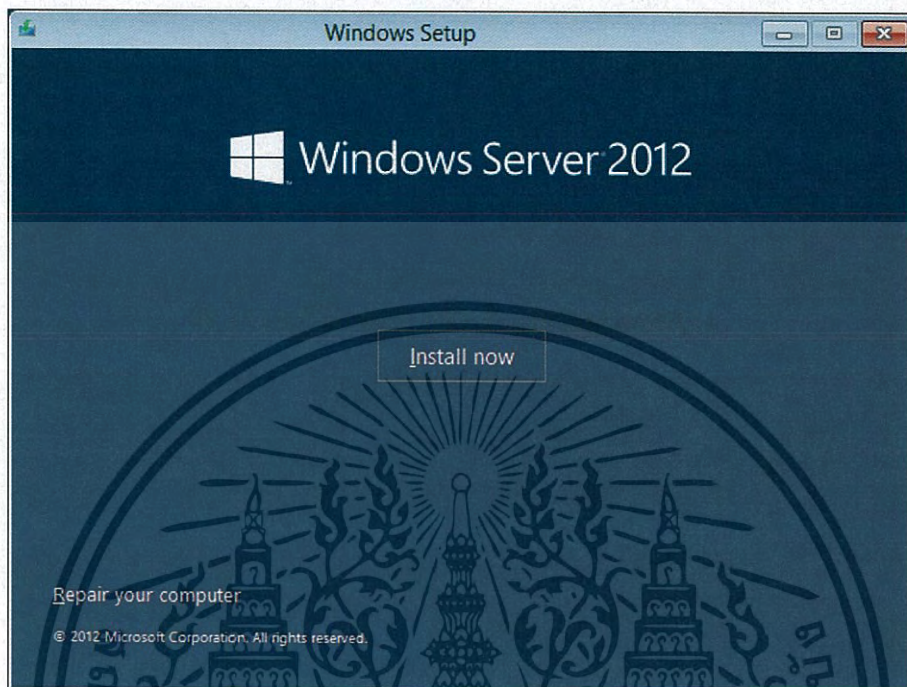 Windows Setup
Windows Server 2012
Install now
Repair your computer
© 2012 Microsoft Corporation. All rights reserved.